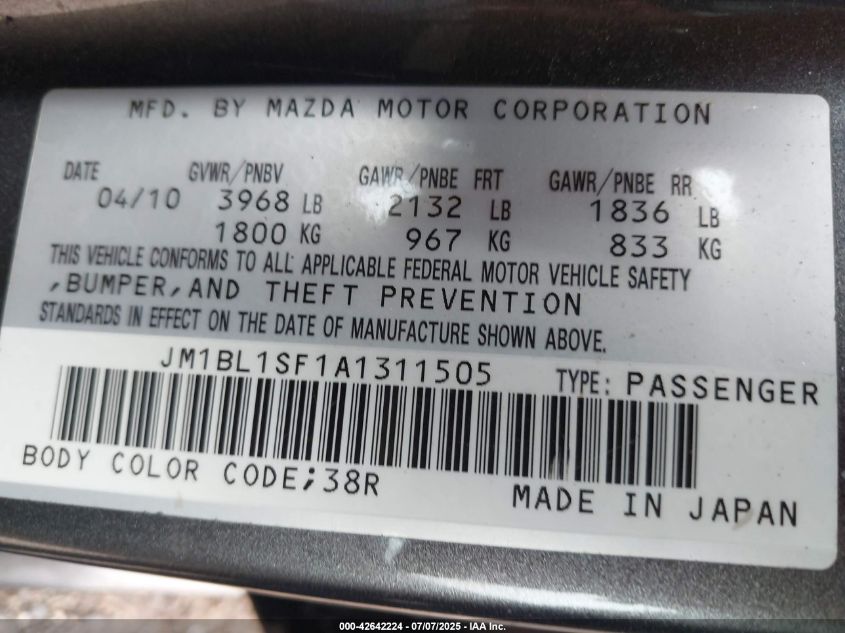 MFD. BY MAZDA MOTOR CORPORATION
DATE GVWR/PNBV GAWR/PNBE FRT GAWR/PNBE RR
04/10 3968 LB 2132 LB 1836 LB
1800 KG 967 KG 833 KG
THIS VEHICLE CONFORMS TO ALL APPLICABLE FEDERAL MOTOR VEHICLE SAFETY
,BUMPER,AND THEFT PREVENTION
STANDARDS IN EFFECT ON THE DATE OF MANUFACTURE SHOWN ABOVE.
JM1BL1SF1A1311505 TYPE: PASSENGER
BODY COLOR CODE;38R
MADE IN JAPAN
000-42642224 - 07/07/2025 - IAA Inc.